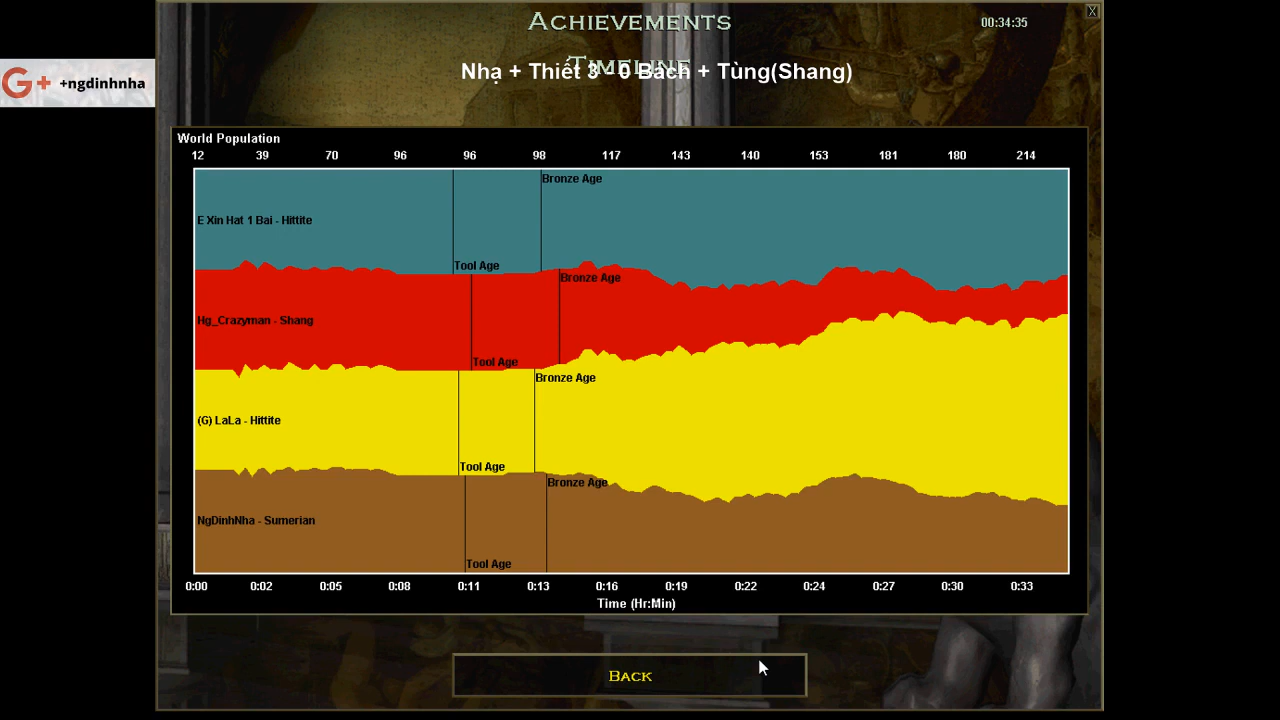 ACHIEVEMENTS
00:34:35
X
TIMELINE
Nhạ + Thiết 3 - 0 Bách + Tùng(Shang)
G+ +ngdinhnha
World Population
12 39 70 96 96 98 117 143 140 153 181 180 214
Bronze Age
E Xin Hat 1 Bai - Hittite
Tool Age
Bronze Age
Hg_Crazyman - Shang
Tool Age
Bronze Age
(G) LaLa - Hittite
Tool Age
Bronze Age
NgDinhNha - Sumerian
Tool Age
0:00 0:02 0:05 0:08 0:11 0:13 0:16 0:19 0:22 0:24 0:27 0:30 0:33
Time (Hr:Min)
BACK